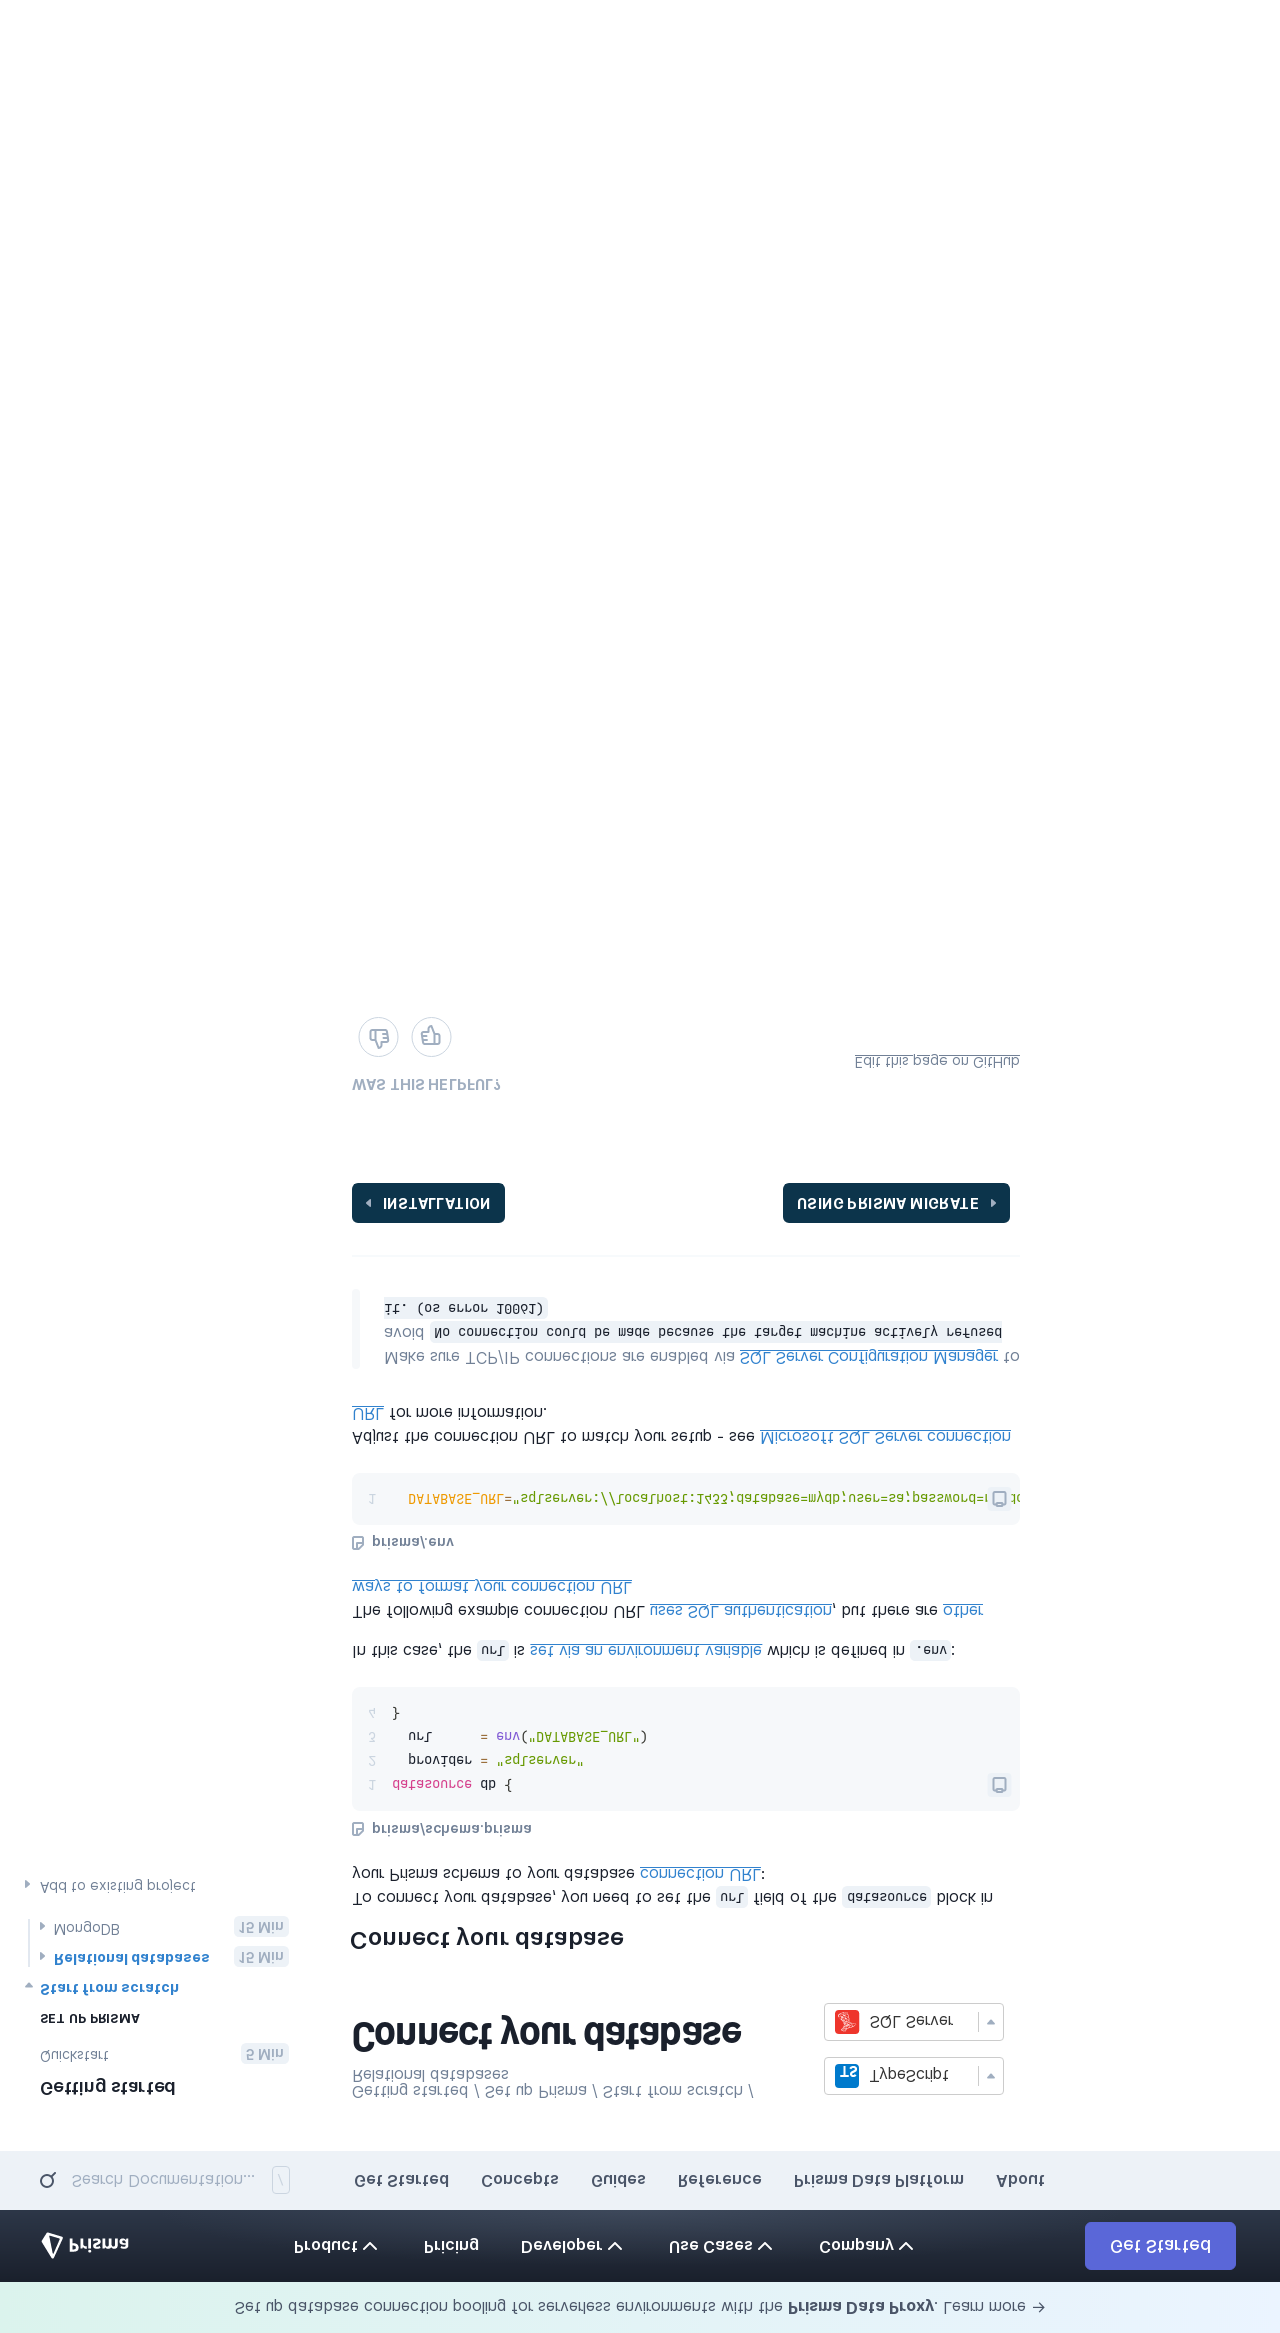 Set up database connection pooling for serverless environments with the Prisma Data Proxy. Learn more →
Prisma
Product
Pricing
Developer
Use Cases
Company
Get Started
Search Documentation... /
Get Started
Concepts
Guides
Reference
Prisma Data Platform
About
Getting started
Quickstart 5 Min
SET UP PRISMA
Start from scratch
Relational databases 15 Min
MongoDB 15 Min
Add to existing project
Getting started / Set up Prisma / Start from scratch /
Relational databases
TS TypeScript
SQL Server
Connect your database
Connect your database
To connect your database, you need to set the url field of the datasource block in
your Prisma schema to your database connection URL:
prisma/schema.prisma
1 datasource db {
2 provider = "sqlserver"
3 url = env("DATABASE_URL")
4 }
In this case, the url is set via an environment variable which is defined in .env:
The following example connection URL uses SQL authentication, but there are other
ways to format your connection URL
prisma/.env
1 DATABASE_URL="sqlserver://localhost:1433;database=mydb;user=sa;password=
Adjust the connection URL to match your setup - see Microsoft SQL Server connection
URL for more information.
Make sure TCP/IP connections are enabled via SQL Server Configuration Manager to
avoid No connection could be made because the target machine actively refused
it. (os error 10061)
INSTALLATION
USING PRISMA MIGRATE
WAS THIS HELPFUL?
Edit this page on GitHub